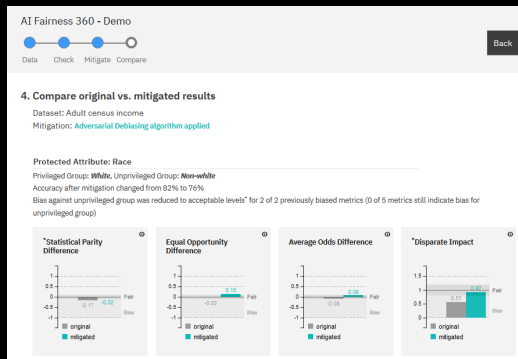 AI Fairness 360 - Demo
Back
Data Check Mitigate Compare
4. Compare original vs. mitigated results
Dataset: Adult census income
Mitigation: Adversarial Debiasing algorithm applied
Protected Attribute: Race
Privileged Group: White, Unprivileged Group: Non-white
Accuracy after mitigation changed from 82% to 76%
Bias against unprivileged group was reduced to acceptable levels* for 2 of 2 previously biased metrics (0 of 5 metrics still indicate bias for
unprivileged group)
*Statistical Parity
Difference
1
0.5
0
-0.5
-1
-0.17
-0.02
Fair
Bias
original
mitigated
Equal Opportunity
Difference
1
0.5
0
-0.5
-1
-0.03
0.15
Fair
Bias
original
mitigated
Average Odds Difference
1
0.5
0
-0.5
-1
0.06
Fair
Bias
original
mitigated
*Disparate Impact
1.5
1
0.5
0
0.57
0.92
Fair
Bias
original
mitigated